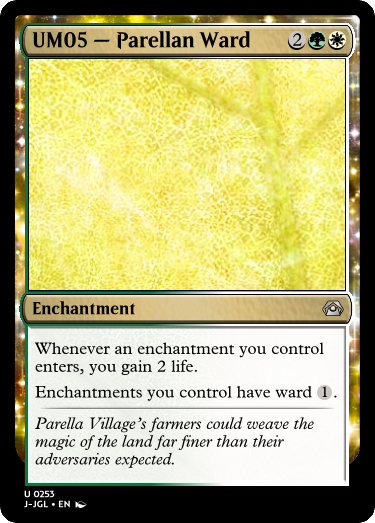 UM05 — Parellan Ward 2
Enchantment
Whenever an enchantment you control
enters, you gain 2 life.
Enchantments you control have ward 1.
Parella Village's farmers could weave the
magic of the land far finer than their
adversaries expected.
U 0253
J-JGL • EN